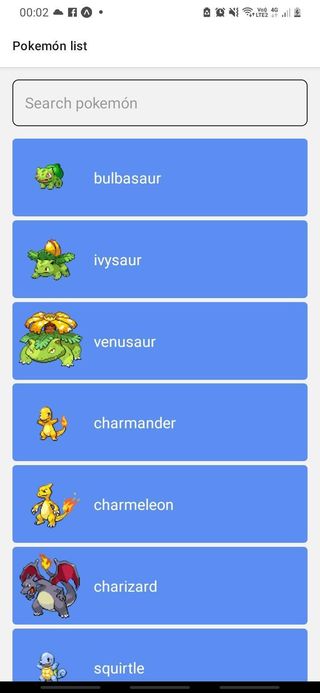 00:02
Pokemón list
Search pokemón
bulbasaur
ivysaur
venusaur
charmander
charmeleon
charizard
squirtle